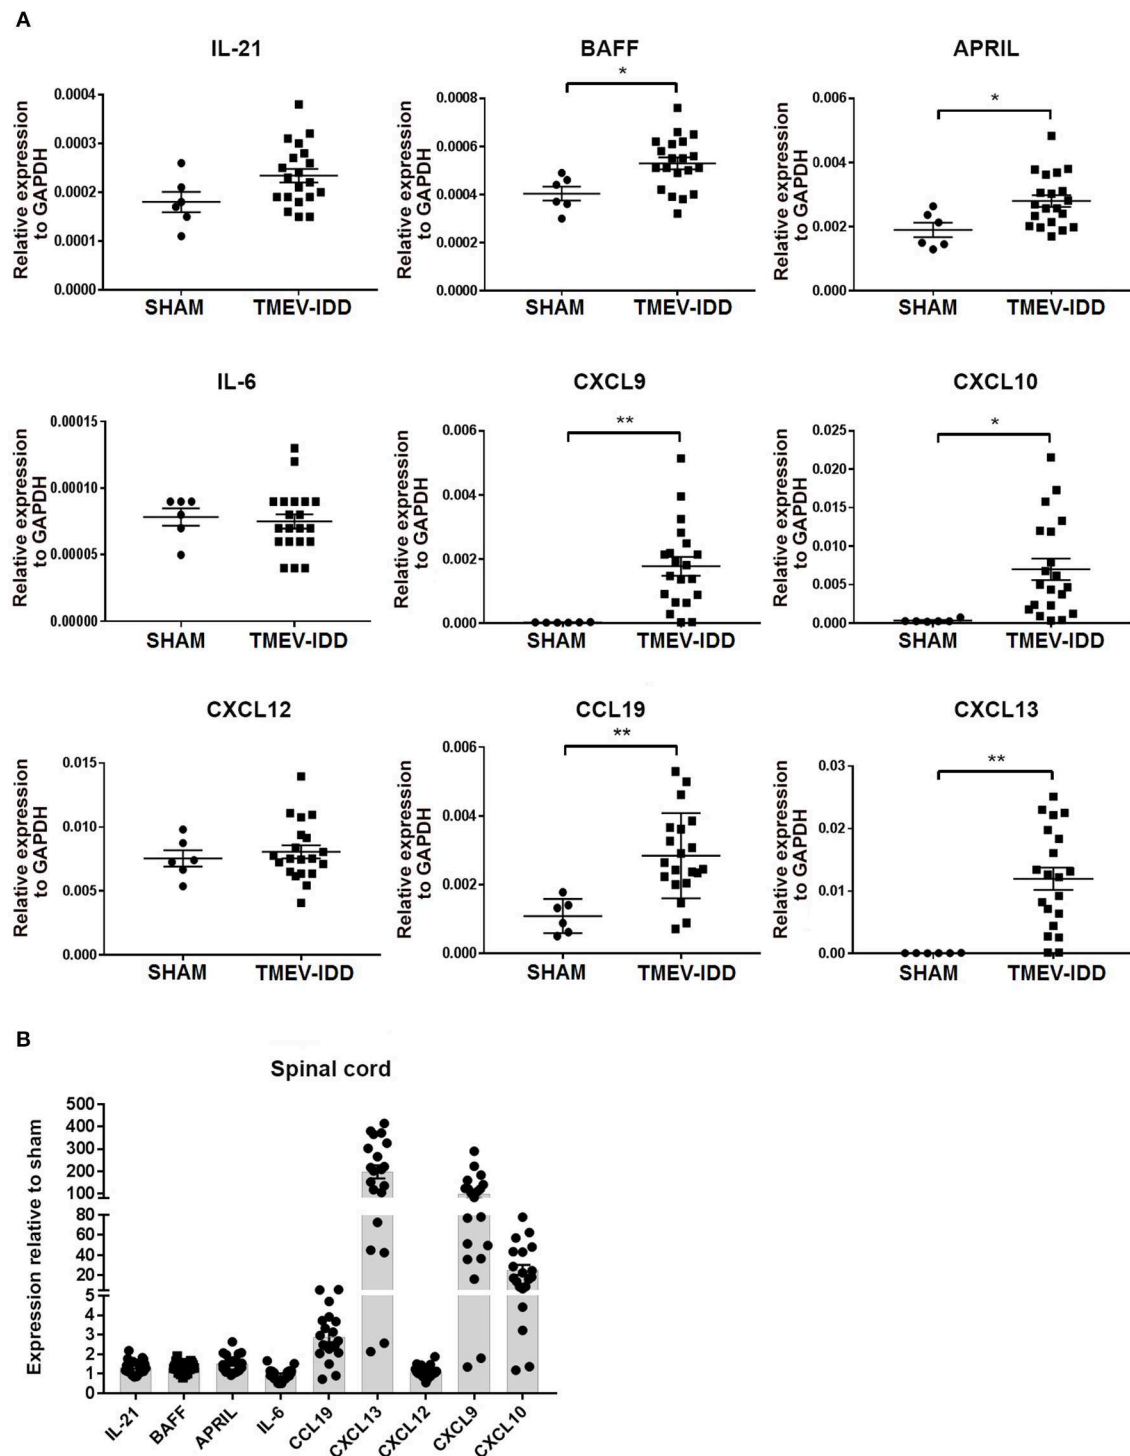 A
IL-21
BAFF
APRIL
Relative expression
to GAPDH
0.0004
0.0003
0.0002
0.0001
0.0000
SHAM
TMEV-IDD
Relative expression
to GAPDH
0.0008
0.0006
0.0004
0.0002
0.0000
*
SHAM
TMEV-IDD
Relative expression
to GAPDH
0.006
0.004
0.002
0.000
*
SHAM
TMEV-IDD
IL-6
CXCL9
CXCL10
Relative expression
to GAPDH
0.00015
0.00010
0.00005
0.00000
SHAM
TMEV-IDD
Relative expression
to GAPDH
0.006
0.004
0.002
0.000
**
SHAM
TMEV-IDD
Relative expression
to GAPDH
0.025
0.020
0.015
0.010
0.005
0.000
*
SHAM
TMEV-IDD
CXCL12
CCL19
CXCL13
Relative expression
to GAPDH
0.015
0.010
0.005
0.000
SHAM
TMEV-IDD
Relative expression
to GAPDH
0.006
0.004
0.002
0.000
**
SHAM
TMEV-IDD
Relative expression
to GAPDH
0.03
0.02
0.01
0.00
**
SHAM
TMEV-IDD
B
Spinal cord
Expression relative to sham
500
400
300
200
100
80
60
40
20
5
4
3
2
1
0
IL-21
BAFF
APRIL
IL-6
CCL19
CXCL13
CXCL12
CXCL9
CXCL10